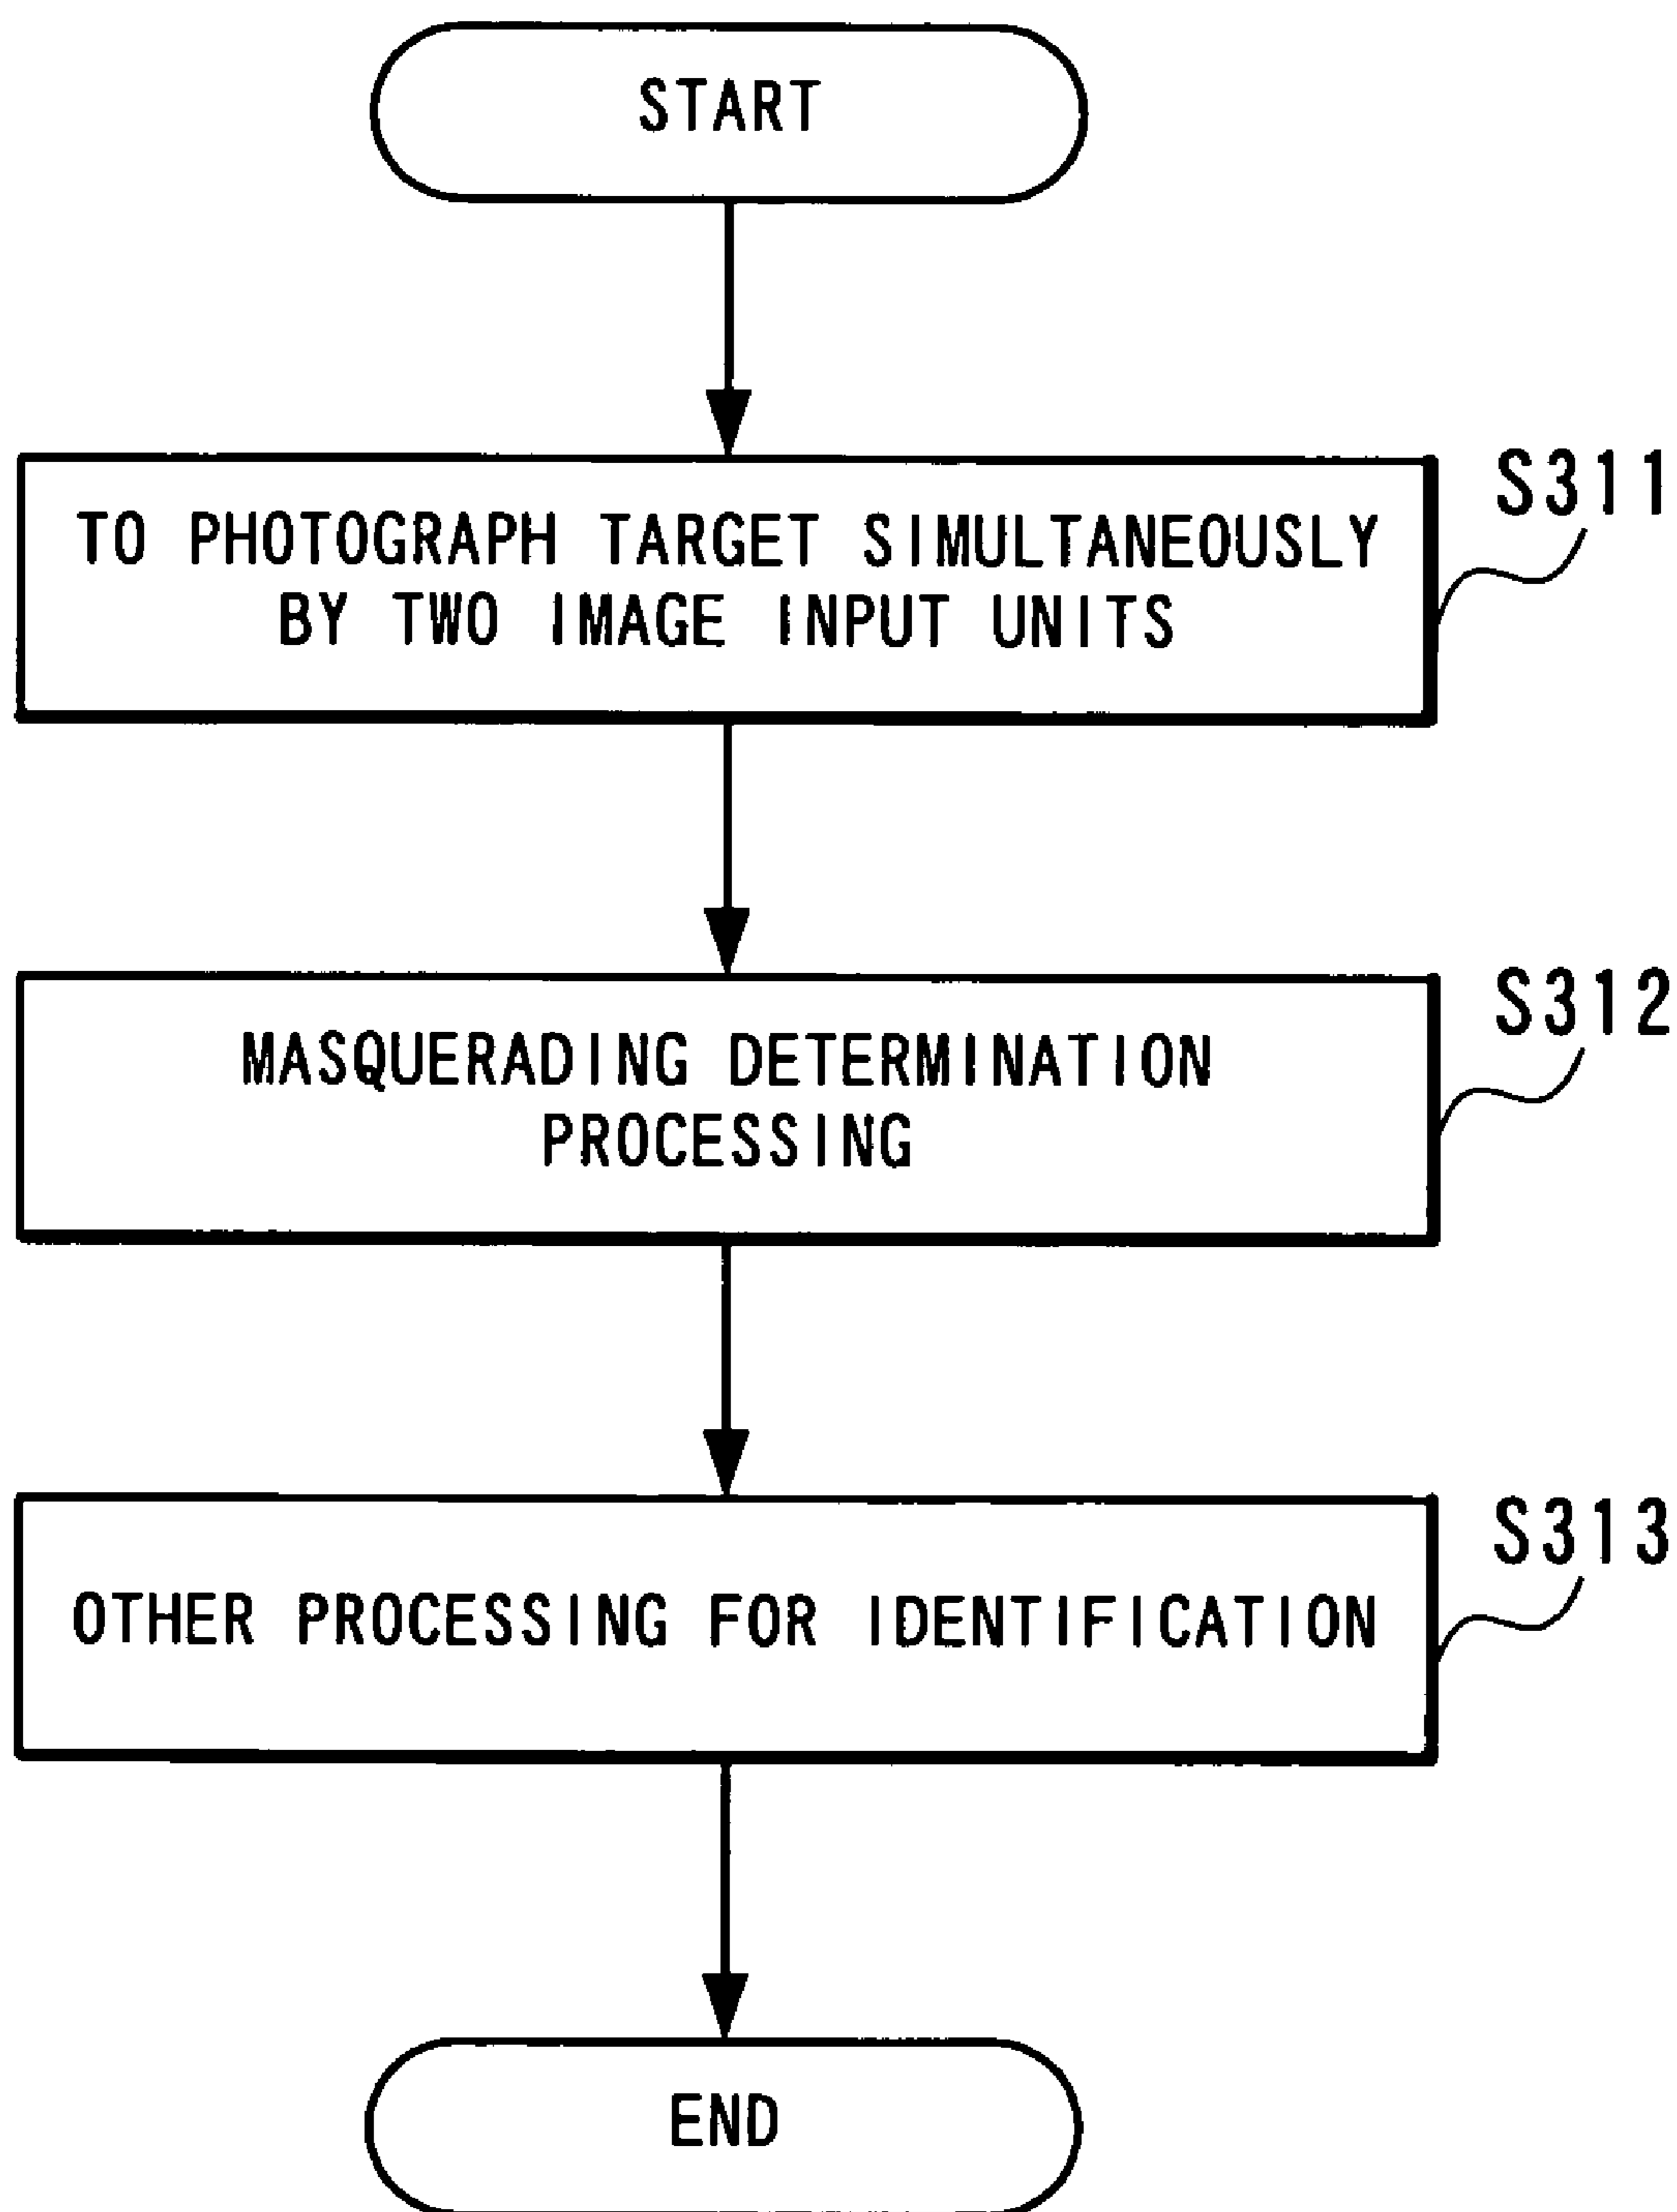 START
S311
TO PHOTOGRAPH TARGET SIMULTANEOUSLY
BY TWO IMAGE INPUT UNITS
S312
MASQUERADING DETERMINATION
PROCESSING
S313
OTHER PROCESSING FOR IDENTIFICATION
END